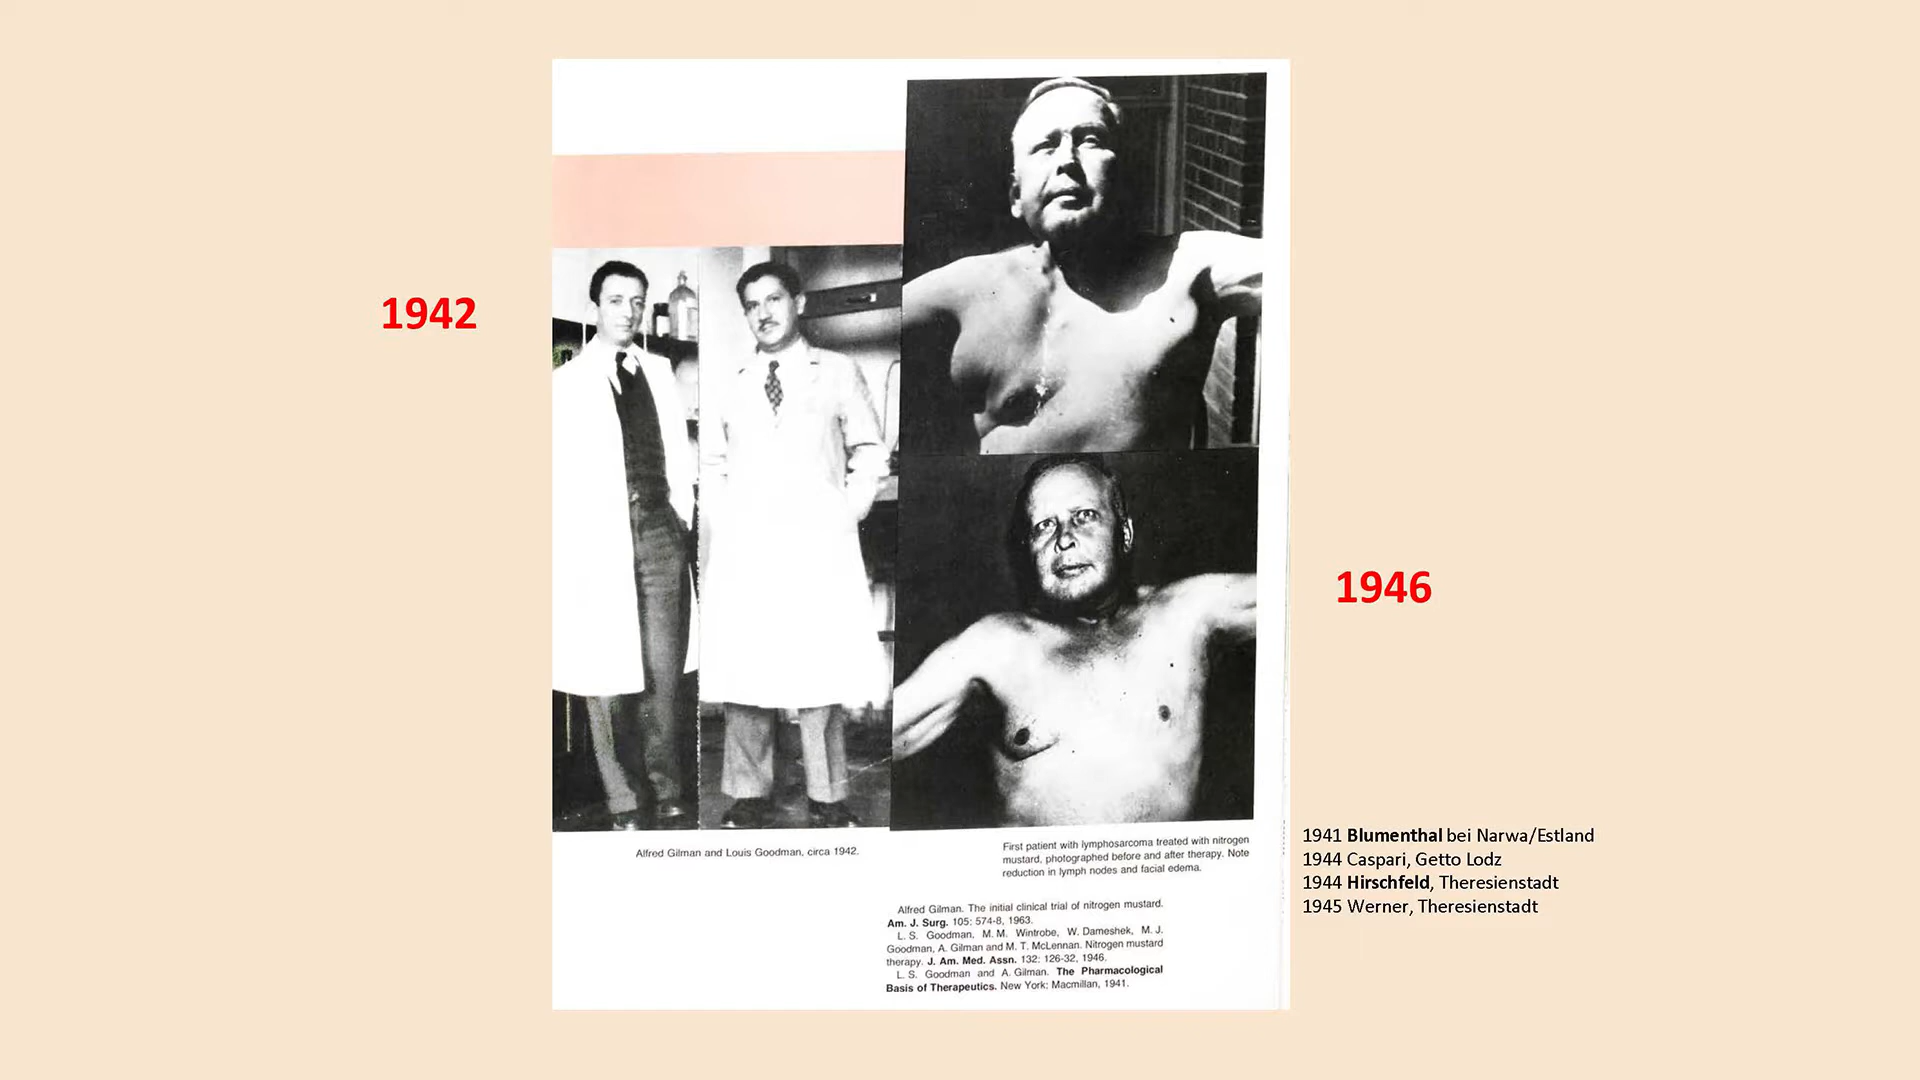 1942
1946
Alfred Gilman and Louis Goodman, circa 1942.
First patient with lymphosarcoma treated with nitrogen
mustard, photographed before and after therapy. Note
reduction in lymph nodes and facial edema.
Alfred Gilman. The initial clinical trial of nitrogen mustard.
Am. J. Surg. 105: 574-8, 1963.
L. S. Goodman, M. M. Wintrobe, W. Dameshek, M. J.
Goodman, A. Gilman and M. T. McLennan. Nitrogen mustard
therapy. J. Am. Med. Assn. 132: 126-32, 1946.
L. S. Goodman and A. Gilman. The Pharmacological
Basis of Therapeutics. New York: Macmillan, 1941.
1941 Blumenthal bei Narwa/Estland
1944 Caspari, Getto Lodz
1944 Hirschfeld, Theresienstadt
1945 Werner, Theresienstadt